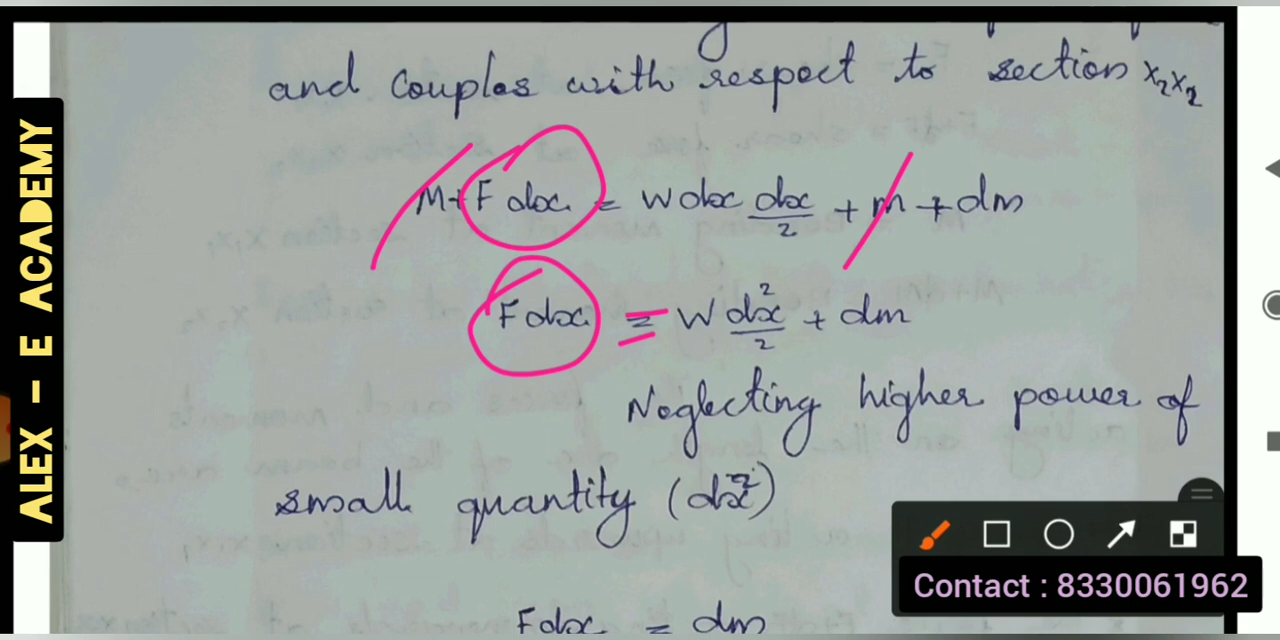 and couples with respect to section x₂x₂
M+F dx = W dx dx/2 + m + dm
F dx = W dx²/2 + dm
Neglecting higher power of
small quantity (dx²)
F dx = dm
ALEX – E ACADEMY
Contact : 8330061962